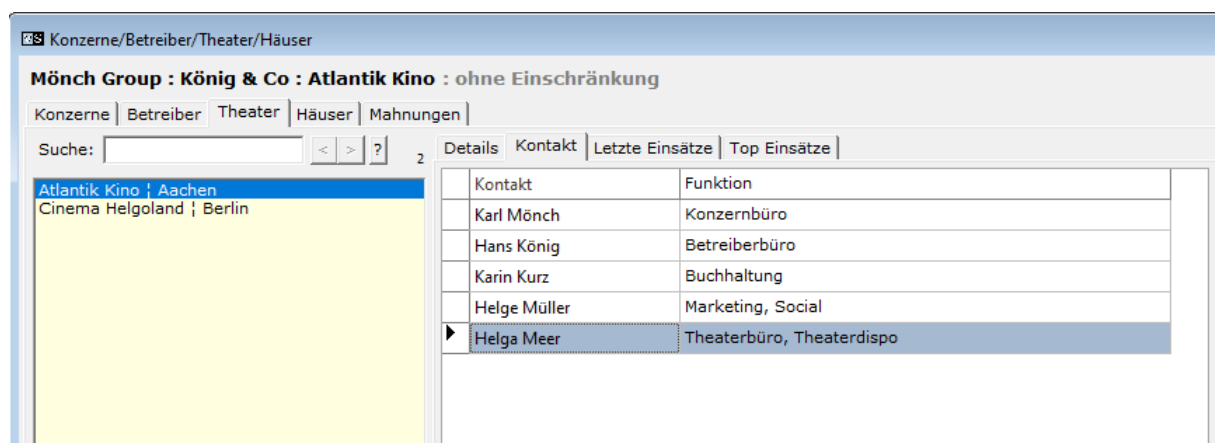 Konzerne/Betreiber/Theater/Häuser
Mönch Group : König & Co : Atlantik Kino : ohne Einschränkung
Konzerne Betreiber Theater Häuser Mahnungen
Suche: < > ? 2
Atlantik Kino ¦ Aachen
Cinema Helgoland ¦ Berlin
Details Kontakt Letzte Einsätze Top Einsätze
Kontakt Funktion
Karl Mönch Konzernbüro
Hans König Betreiberbüro
Karin Kurz Buchhaltung
Helge Müller Marketing, Social
Helga Meer Theaterbüro, Theaterdispo